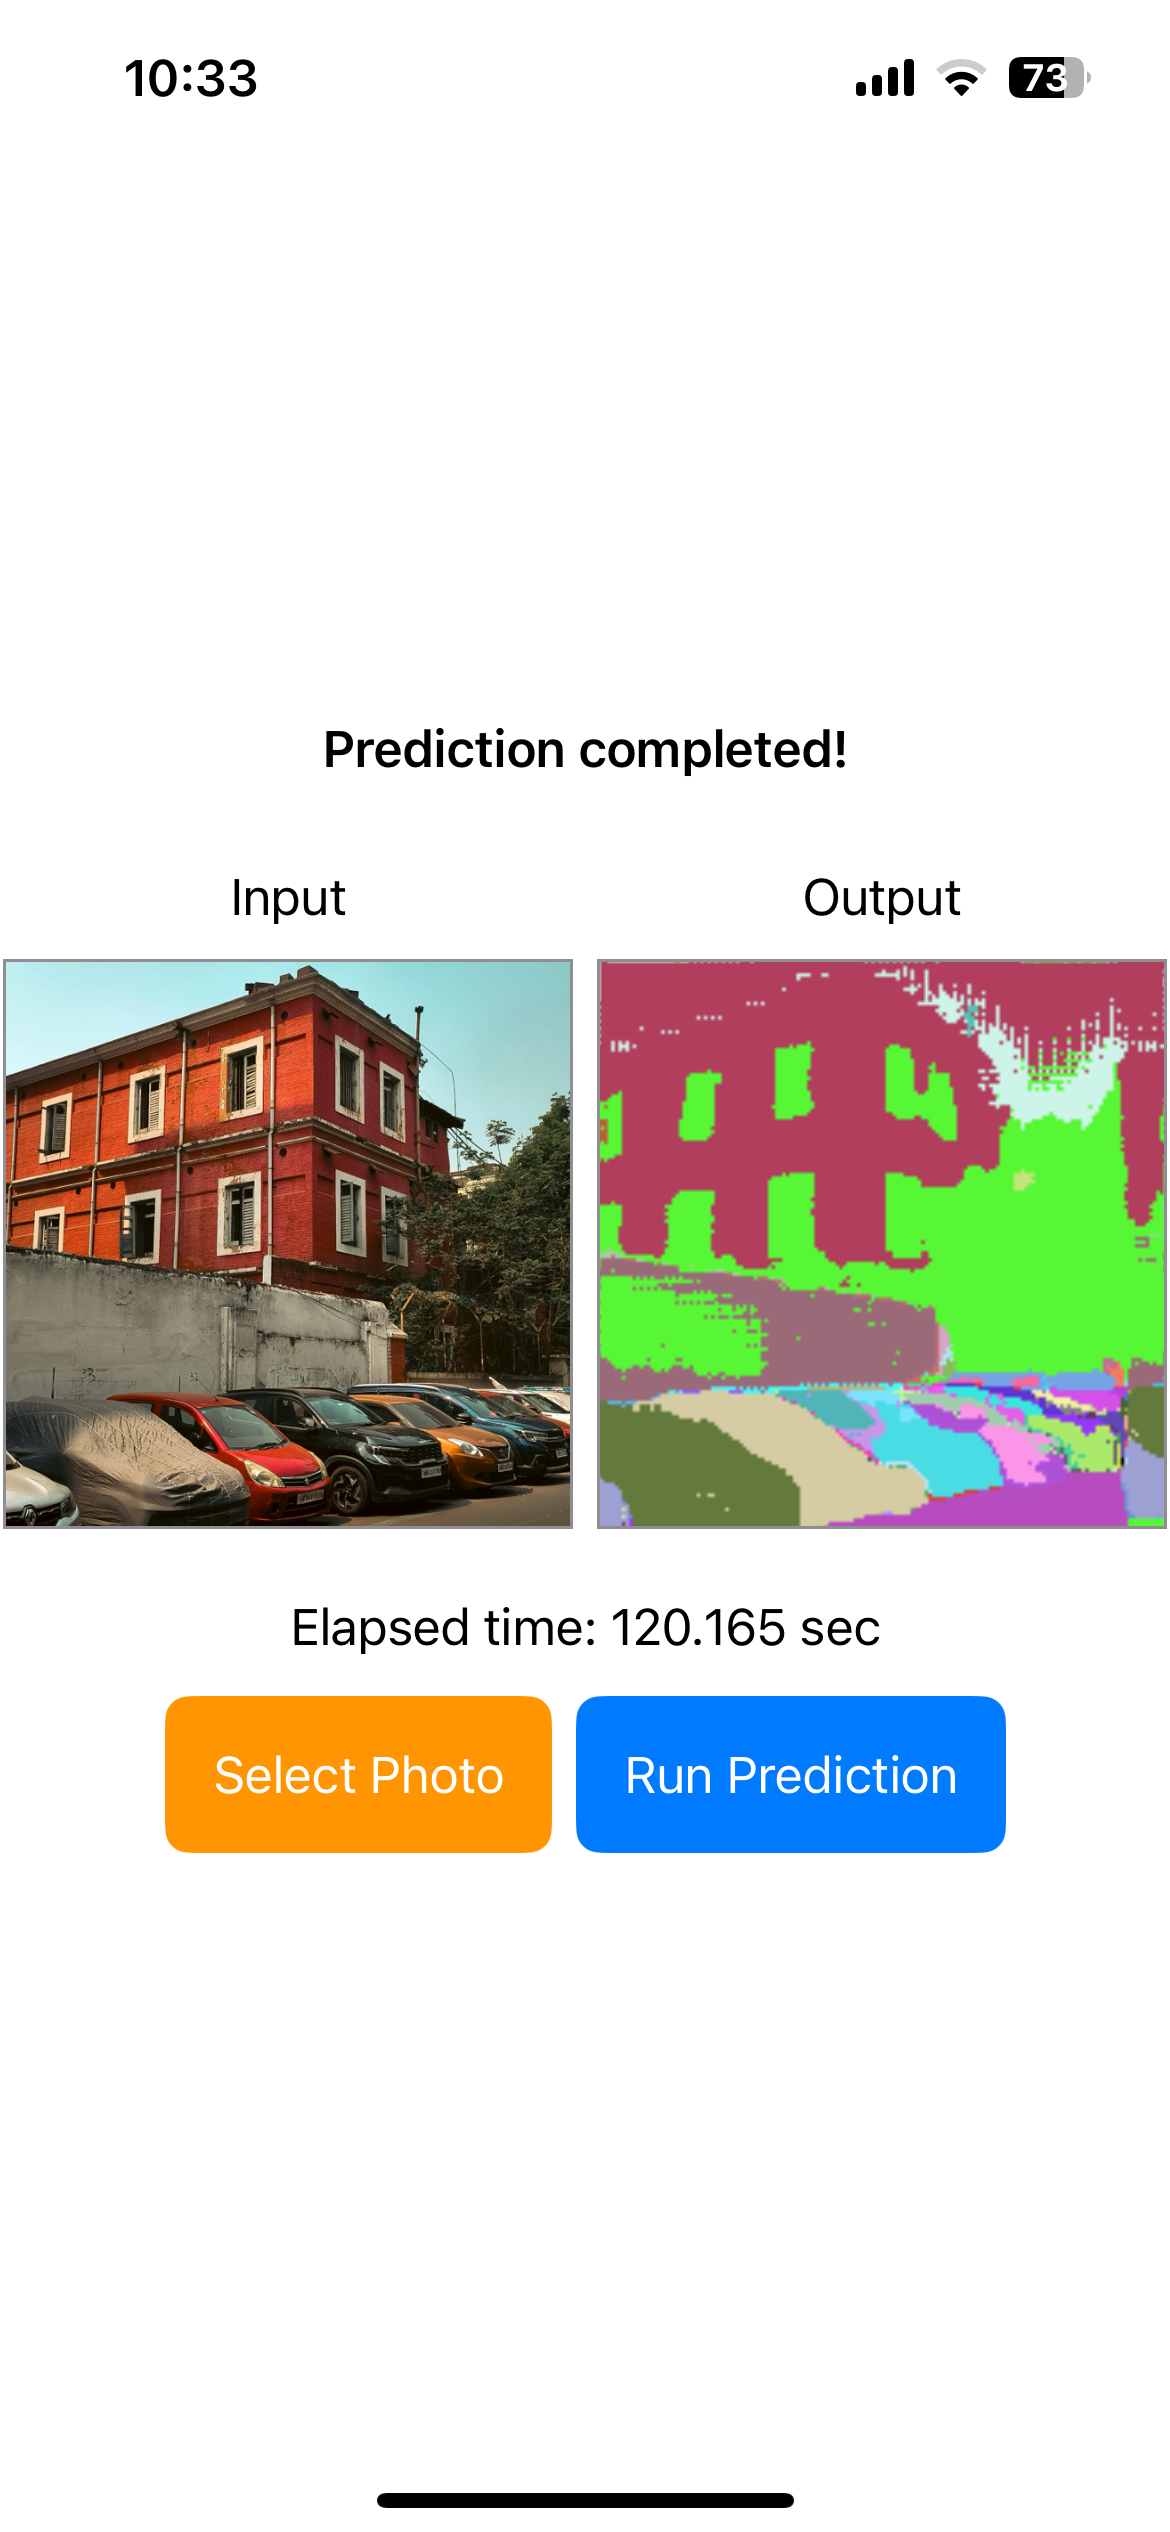 10:33
73
Prediction completed!
Input Output
Elapsed time: 120.165 sec
Select Photo Run Prediction